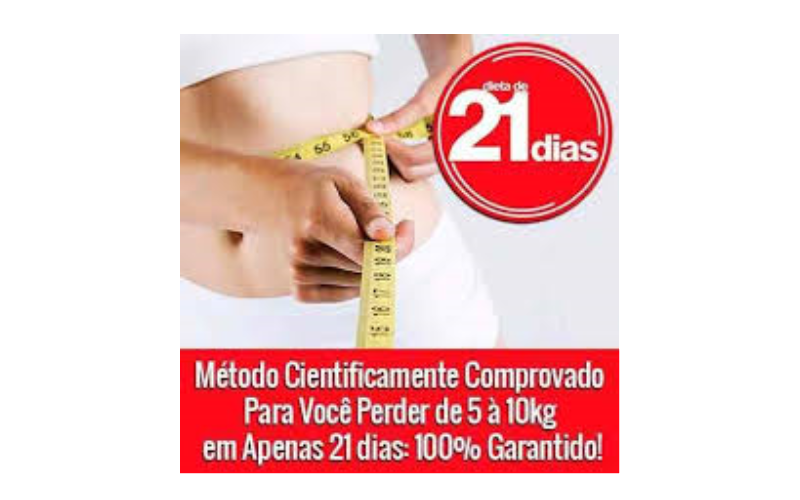 dieta de
21 dias
Método Cientificamente Comprovado
Para Você Perder de 5 à 10kg
em Apenas 21 dias: 100% Garantido!
56